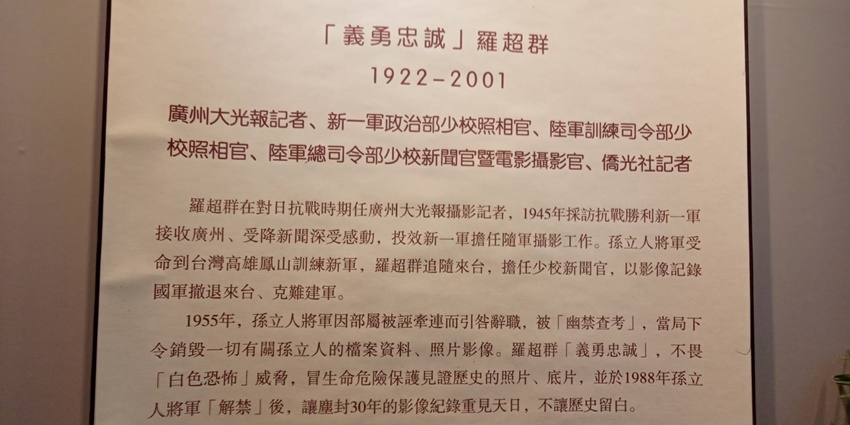 「義勇忠誠」羅超群
1922–2001
廣州大光報記者、新一軍政治部少校照相官、陸軍訓練司令部少
校照相官、陸軍總司令部少校新聞官暨電影攝影官、僑光社記者
羅超群在對日抗戰時期任廣州大光報攝影記者，1945年採訪抗戰勝利新一軍
接收廣州、受降新聞深受感動，投效新一軍擔任隨軍攝影工作。孫立人將軍受
命到台灣高雄鳳山訓練新軍，羅超群追隨來台，擔任少校新聞官，以影像記錄
國軍撤退來台、克難建軍。
1955年，孫立人將軍因部屬被誣牽連而引咎辭職，被「幽禁查考」，當局下
令銷毀一切有關孫立人的檔案資料、照片影像。羅超群「義勇忠誠」，不畏
「白色恐怖」威脅，冒生命危險保護見證歷史的照片、底片，並於1988年孫立
人將軍「解禁」後，讓塵封30年的影像紀錄重見天日，不讓歷史留白。